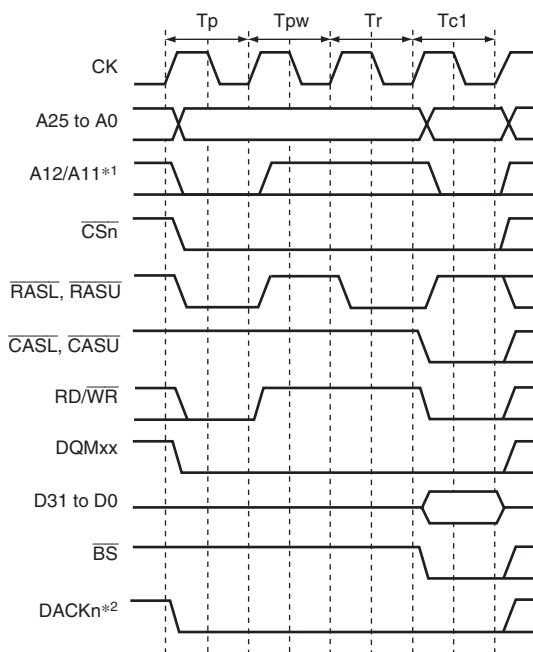 Tp Tpw Tr Tc1
CK
A25 to A0
A12/A11*1
CSn
RASL, RASU
CASL, CASU
RD/WR
DQMxx
D31 to D0
BS
DACKn*2